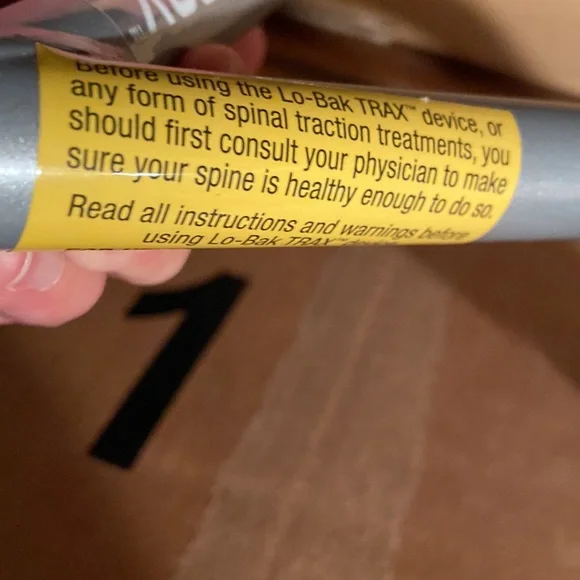 Before using the Lo-Bak TRAX™ device, or
any form of spinal traction treatments, you
should first consult your physician to make
sure your spine is healthy enough to do so.
Read all instructions and warnings before
using Lo-Bak TRAX™ device
1